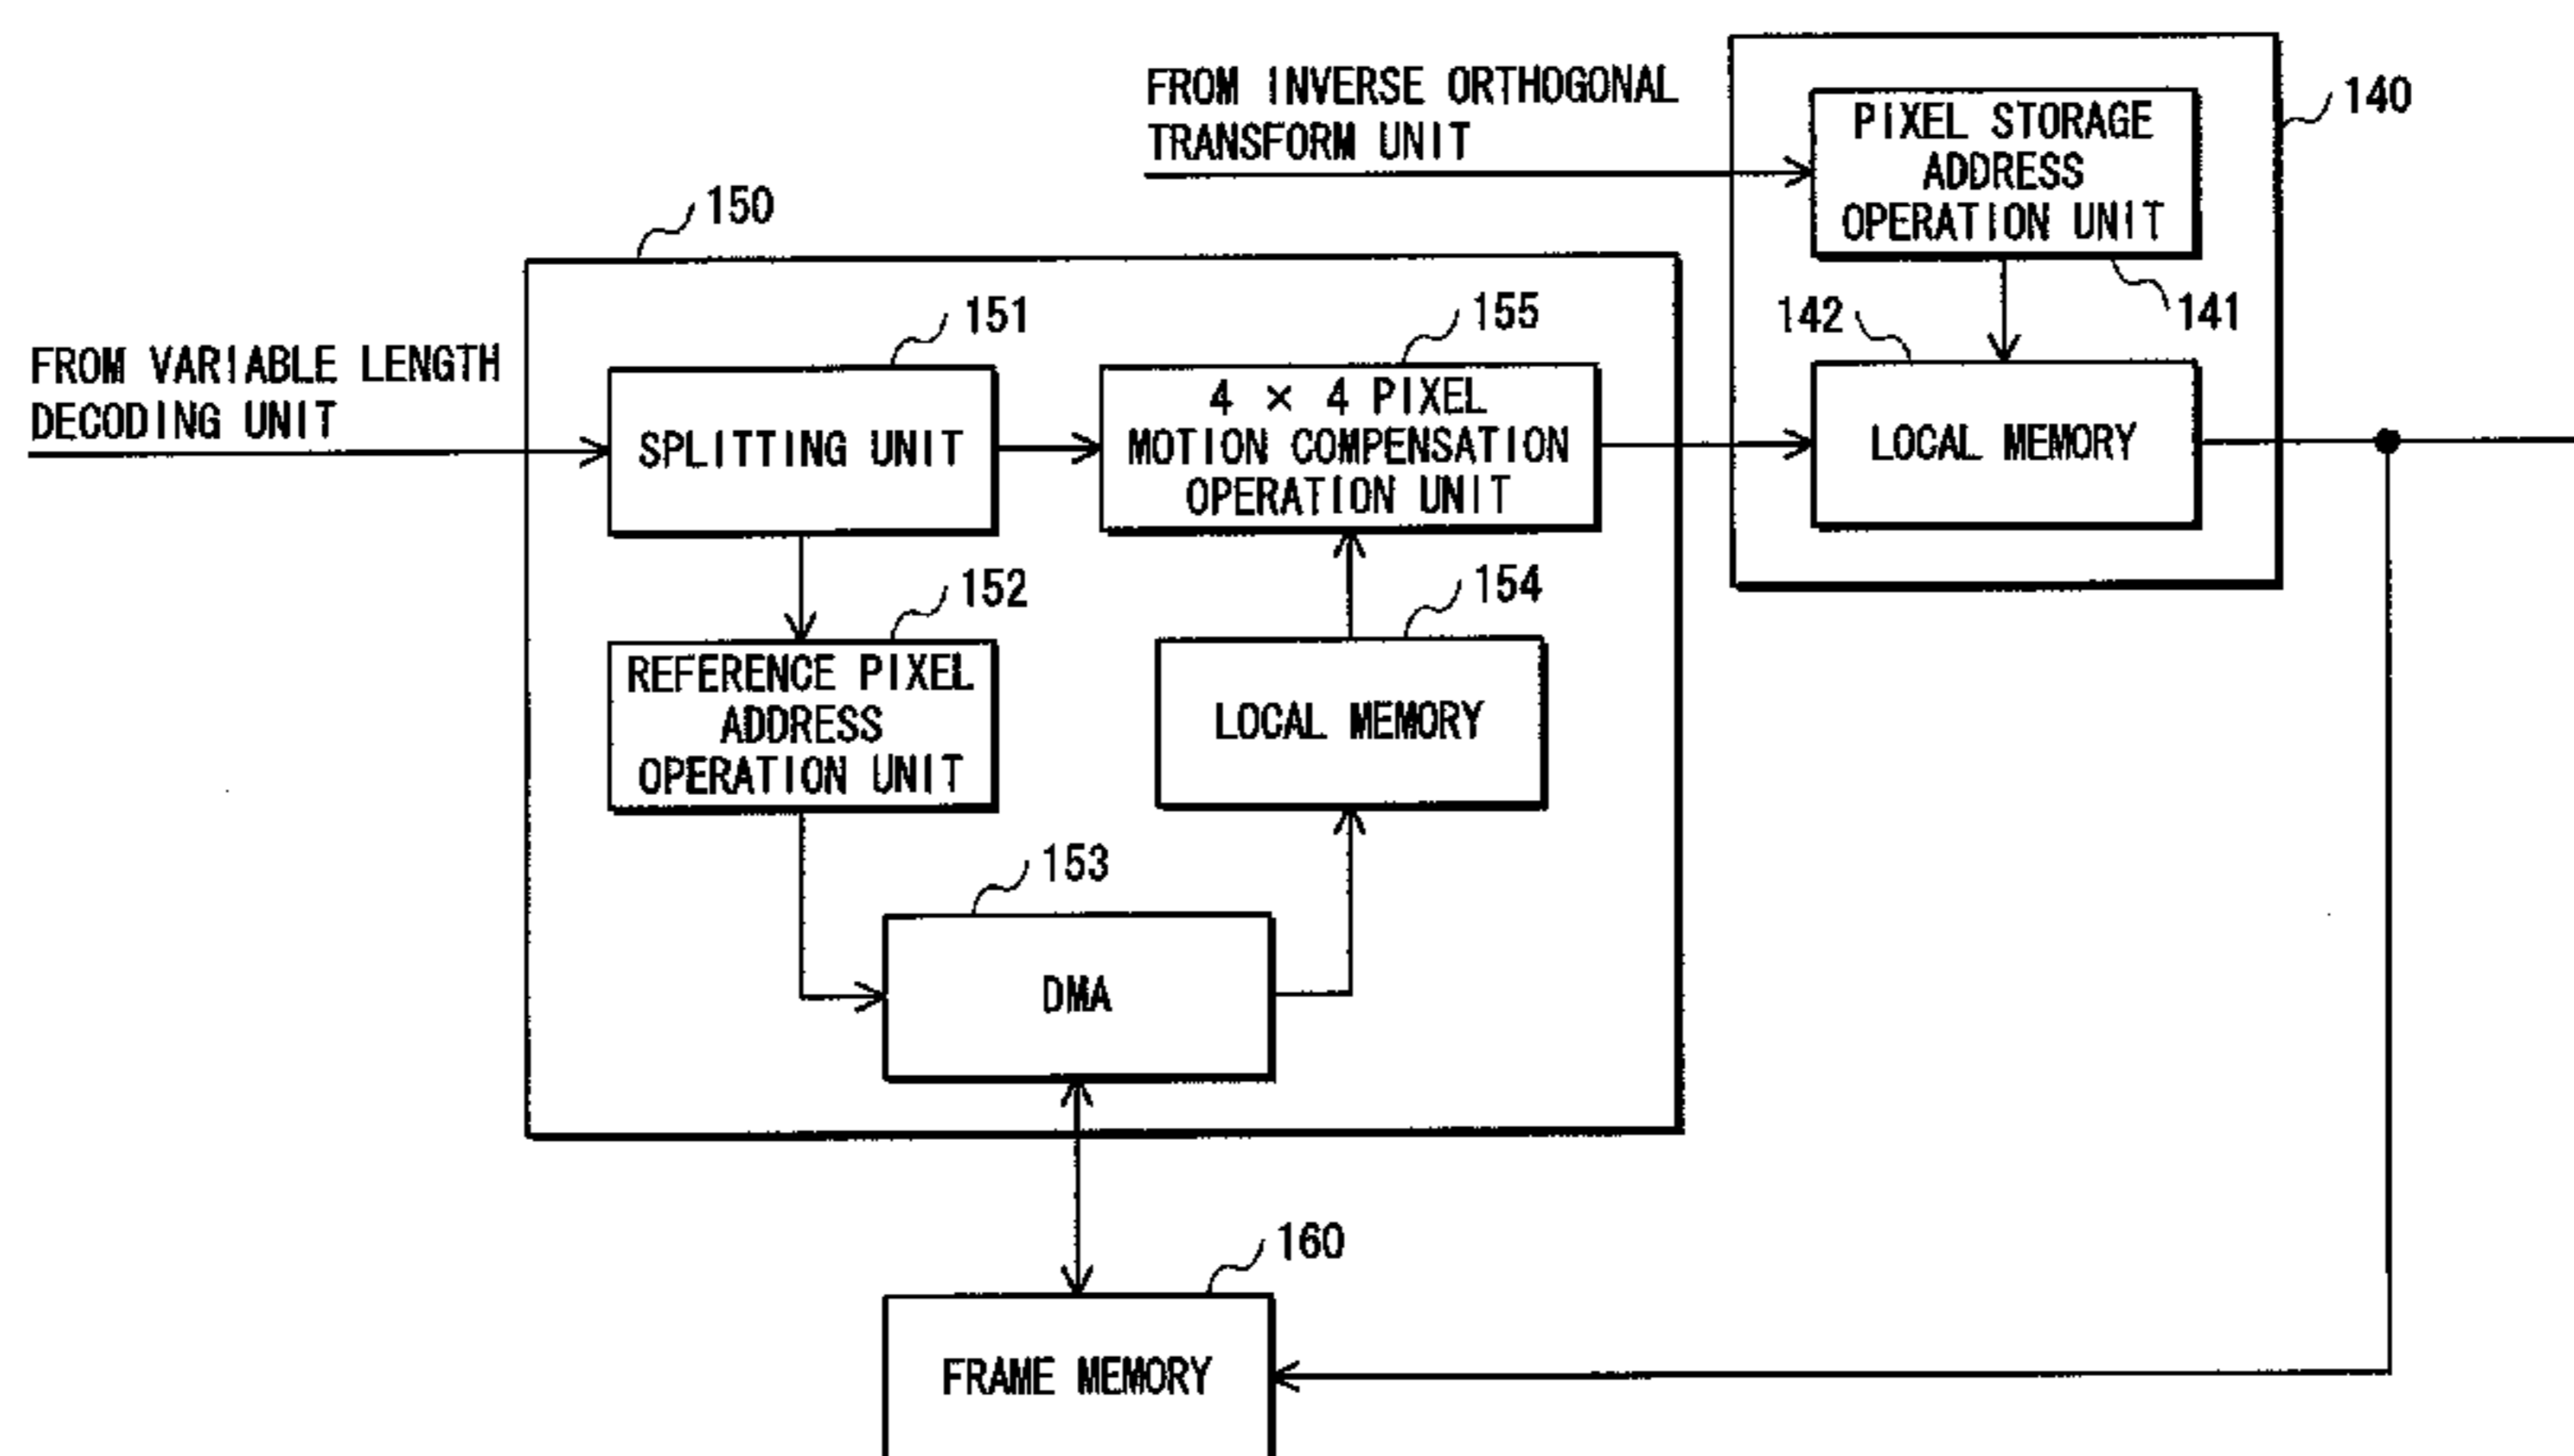 FROM INVERSE ORTHOGONAL
TRANSFORM UNIT
PIXEL STORAGE
ADDRESS
OPERATION UNIT
140
150
141
142
LOCAL MEMORY
FROM VARIABLE LENGTH
DECODING UNIT
151
SPLITTING UNIT
155
4 × 4 PIXEL
MOTION COMPENSATION
OPERATION UNIT
152
REFERENCE PIXEL
ADDRESS
OPERATION UNIT
154
LOCAL MEMORY
153
DMA
160
FRAME MEMORY